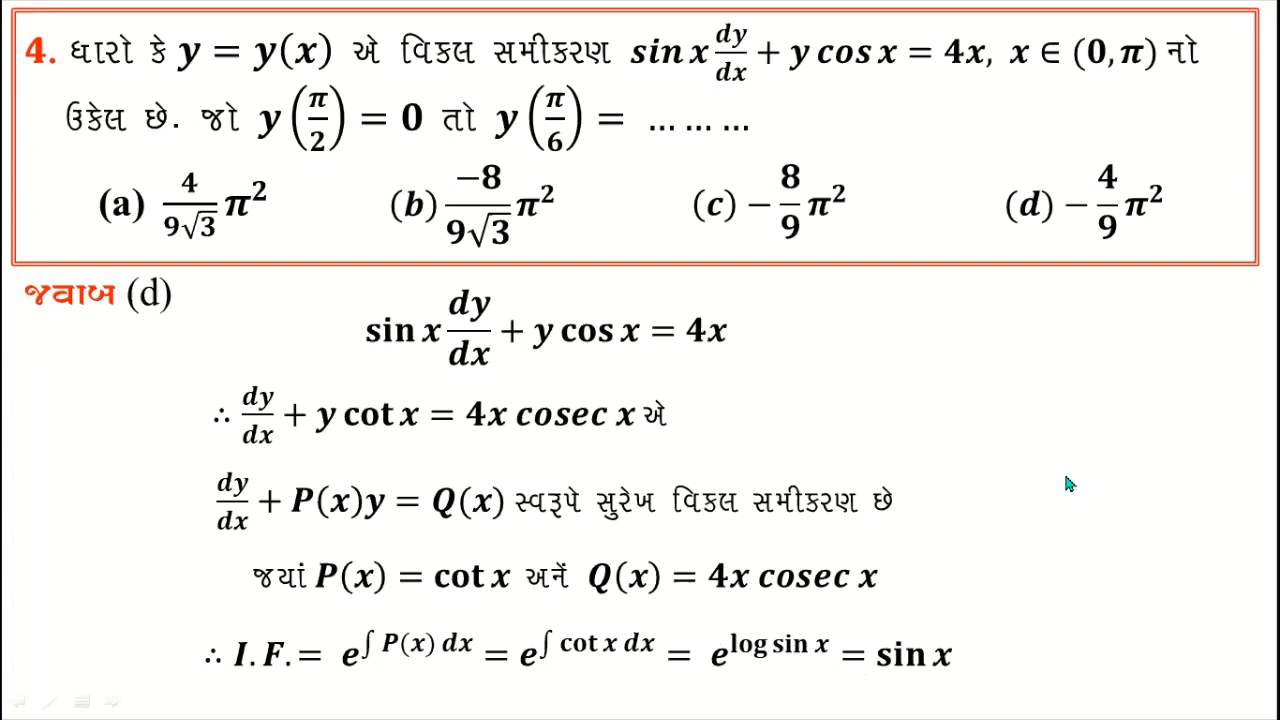 4. ધારો કે y = y(x) એ વિકલ સમીકરણ sin x dy/dx + y cos x = 4x, x ∈ (0, π) નો
ઉકેલ છે. જો y(π/2) = 0 તો y(π/6) = ... ... ...
(a) 4/(9√3) π² (b) −8/(9√3) π² (c) − 8/9 π² (d) − 4/9 π²
જવાબ (d)
sin x dy/dx + y cos x = 4x
∴ dy/dx + y cot x = 4x cosec x એ
dy/dx + P(x)y = Q(x) સ્વરૂપે સુરેખ વિકલ સમીકરણ છે
જયાં P(x) = cot x અનેં Q(x) = 4x cosec x
∴ I. F. = e^∫ P(x) dx = e^∫ cot x dx = e^log sin x = sin x